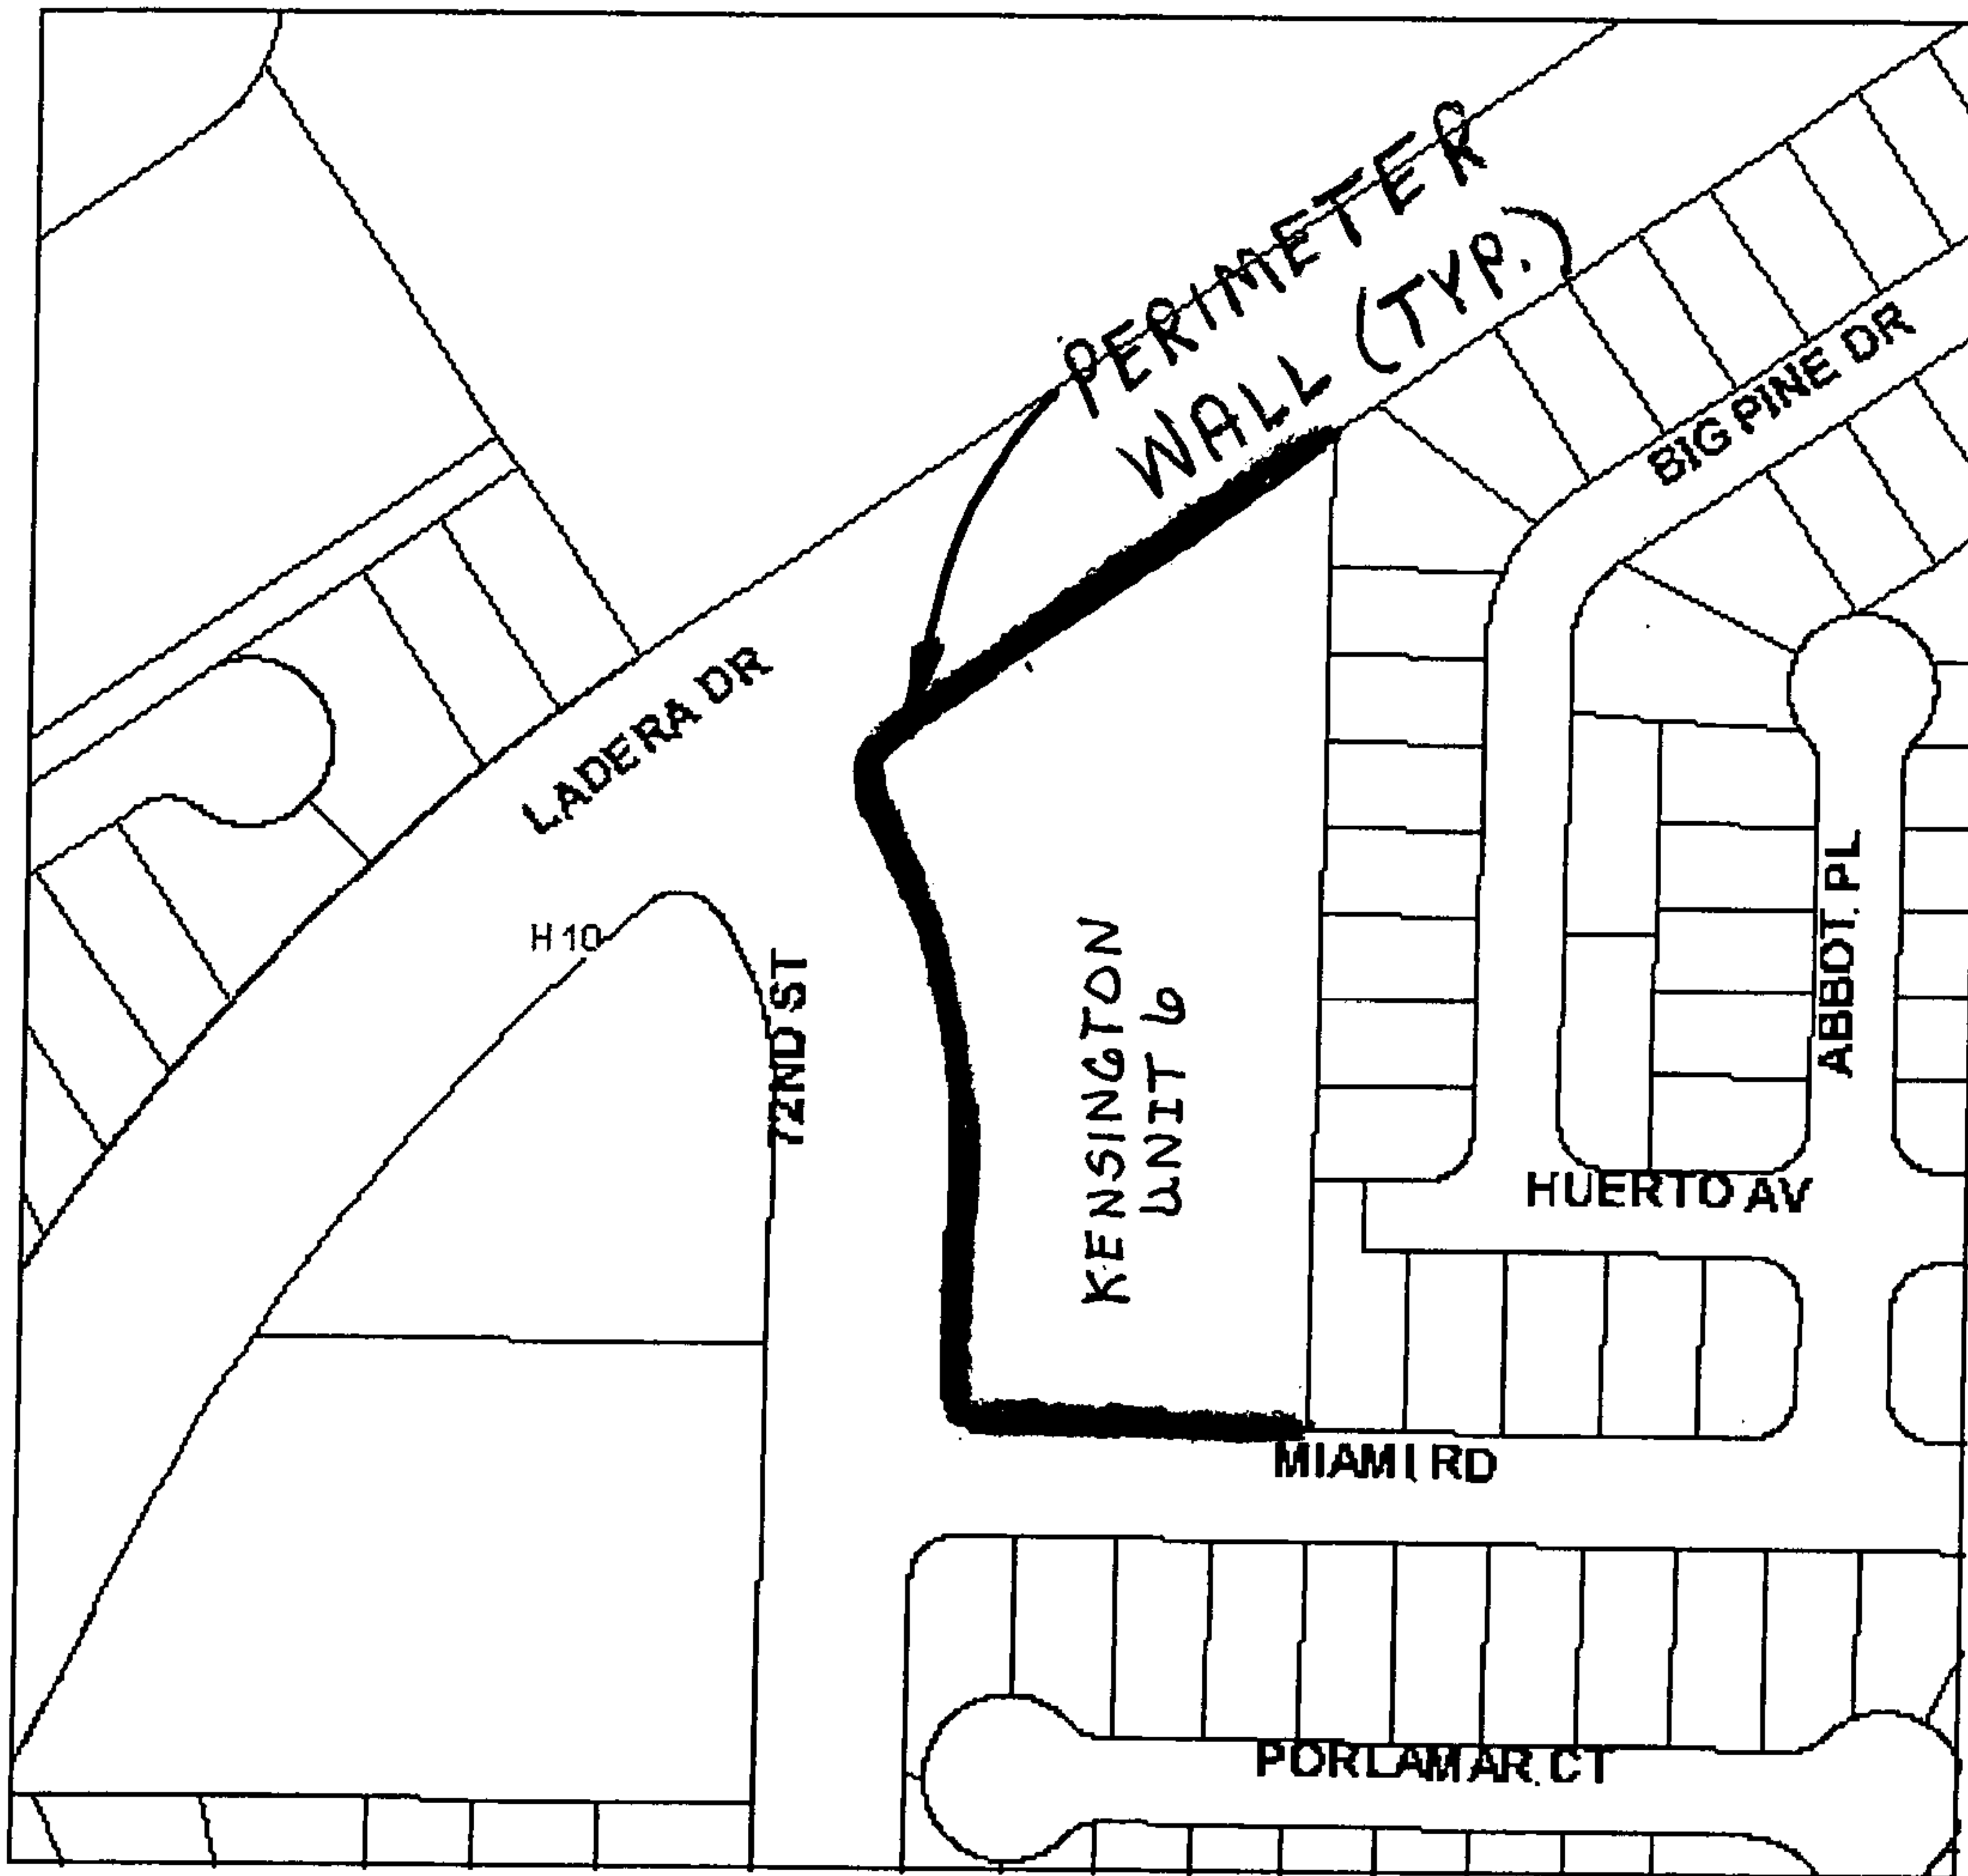 PERIMETER
WALL (TYP.)
BIG PINE DR
LADERA DR
H 10
72ND ST
KENSINGTON
UNIT 6
ABBOT. PL
HUERTO AV
MIAMI RD
PORLAMAR. CT